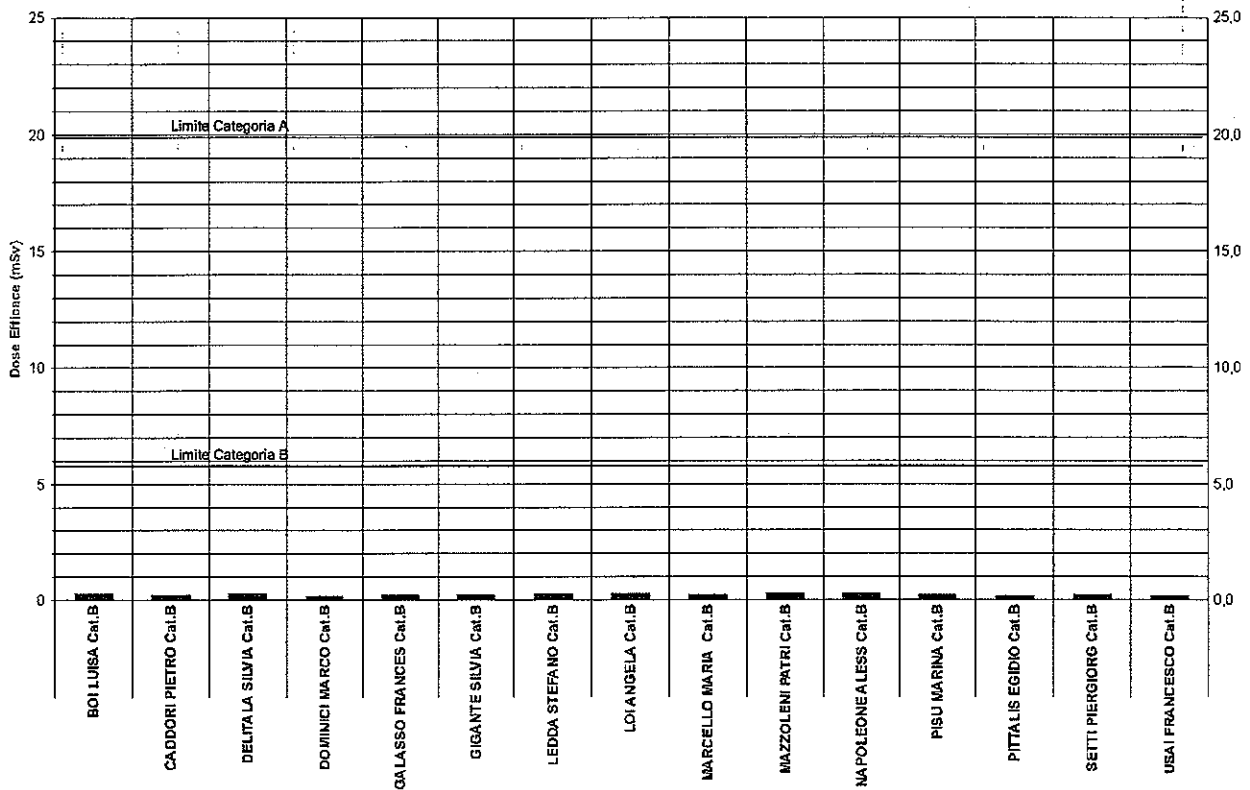 25
25,0
Limite Categoria A
20
20,0
15
15,0
Dose Efficace (mSv)
10
10,0
Limite Categoria B
5
5,0
0
0,0
BOI LUISA Cat.B
CADDORI PIETRO Cat.B
DELITALA SILVIA Cat.B
DOMINICI MARCO Cat.B
GALASSO FRANCES Cat.B
GIGANTE SILVIA Cat.B
LEDDA STEFANO Cat.B
LOI ANGELA Cat.B
MARCELLO MARIA Cat.B
MAZZOLENI PATRI Cat.B
NAPOLEONE ALESS Cat.B
PISU MARINA Cat.B
PITTALIS EGIDIO Cat.B
SETTI PIERGIORG Cat.B
USAI FRANCESCO Cat.B